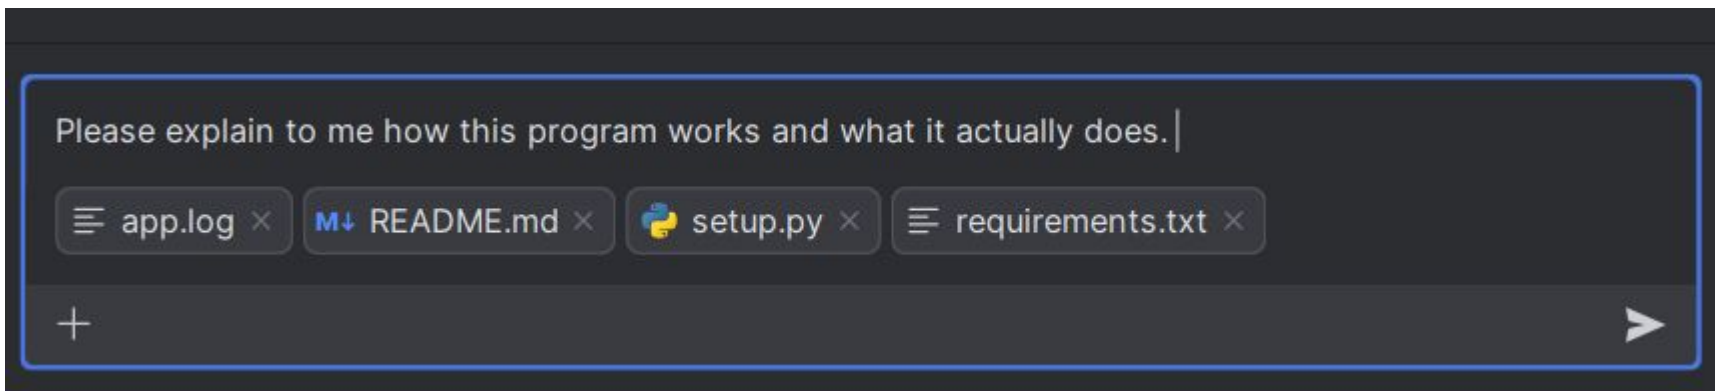 Please explain to me how this program works and what it actually does.
app.log M↓ README.md setup.py requirements.txt